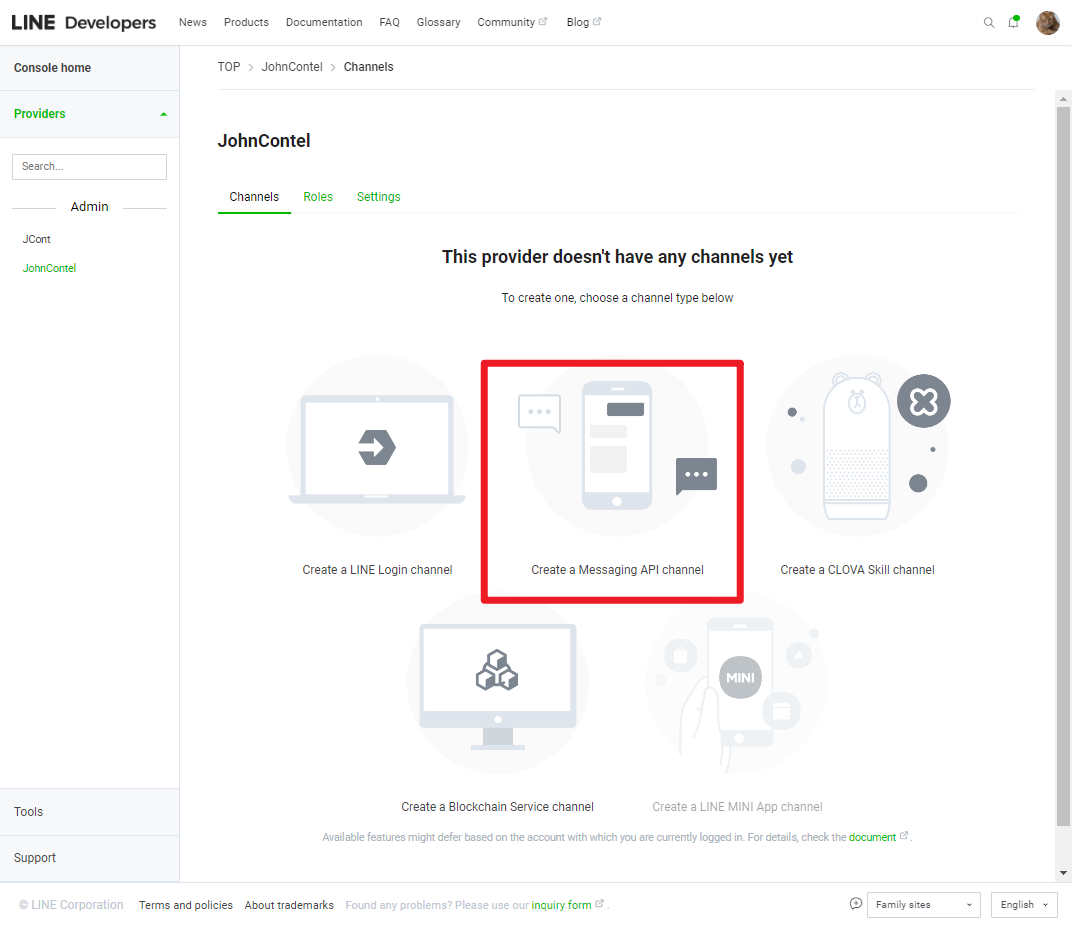 LINE Developers News Products Documentation FAQ Glossary Community Blog
Console home
TOP > JohnContel > Channels
Providers
JohnContel
Search...
Channels Roles Settings
Admin
JCont
JohnContel
This provider doesn't have any channels yet
To create one, choose a channel type below
Create a LINE Login channel
Create a Messaging API channel
Create a CLOVA Skill channel
MINI
Create a Blockchain Service channel
Create a LINE MINI App channel
Available features might defer based on the account with which you are currently logged in. For details, check the document .
Tools
Support
© LINE Corporation Terms and policies About trademarks Found any problems? Please use our inquiry form . Family sites English